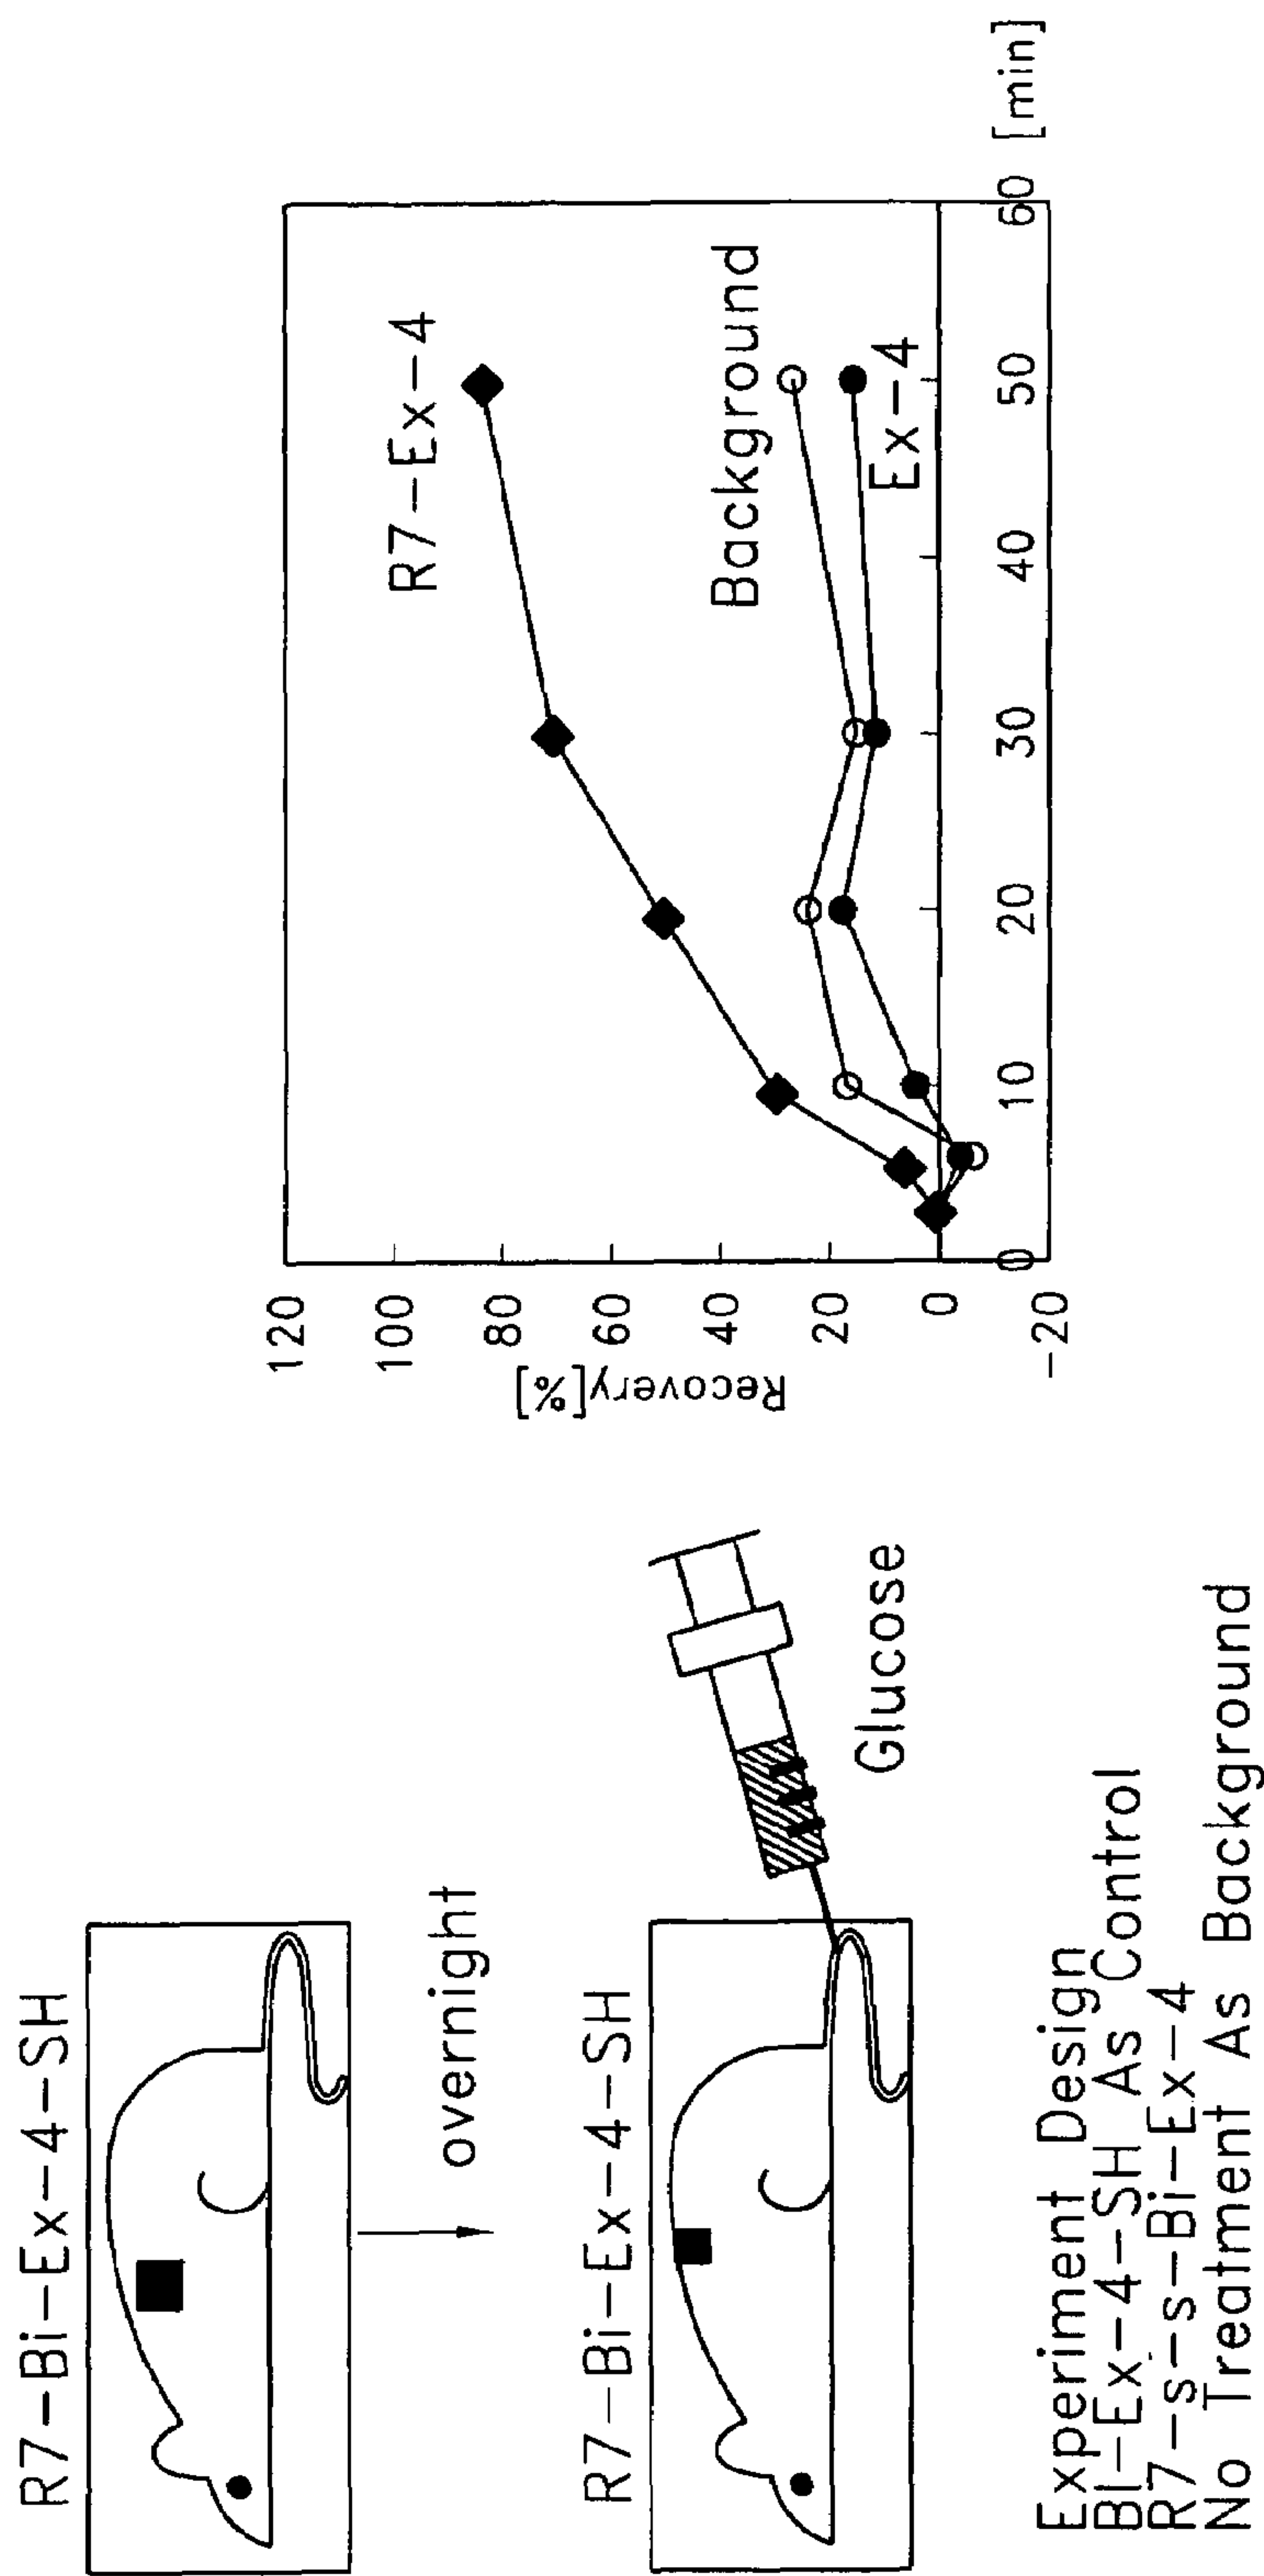 R7-Bi-Ex-4-SH
overnight
R7-Bi-Ex-4-SH
Glucose
Experiment Design
BI-Ex-4-SH As Control
R7-s-s-Bi-Ex-4
No Treatment As Background
Recovery[%]
120
100
80
60
40
20
0
-20
R7-Ex-4
Background
Ex-4
0
10
20
30
40
50
60 [min]